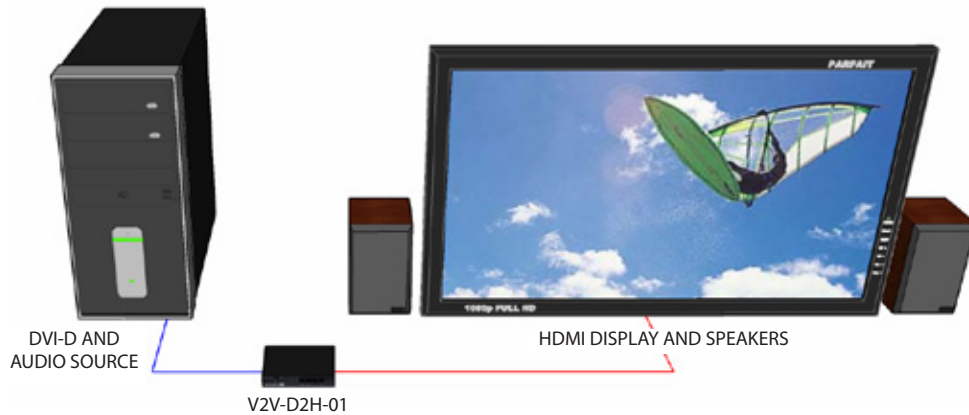 PARFAIT
1080p FULL HD
DVI-D AND
AUDIO SOURCE
HDMI DISPLAY AND SPEAKERS
V2V-D2H-01